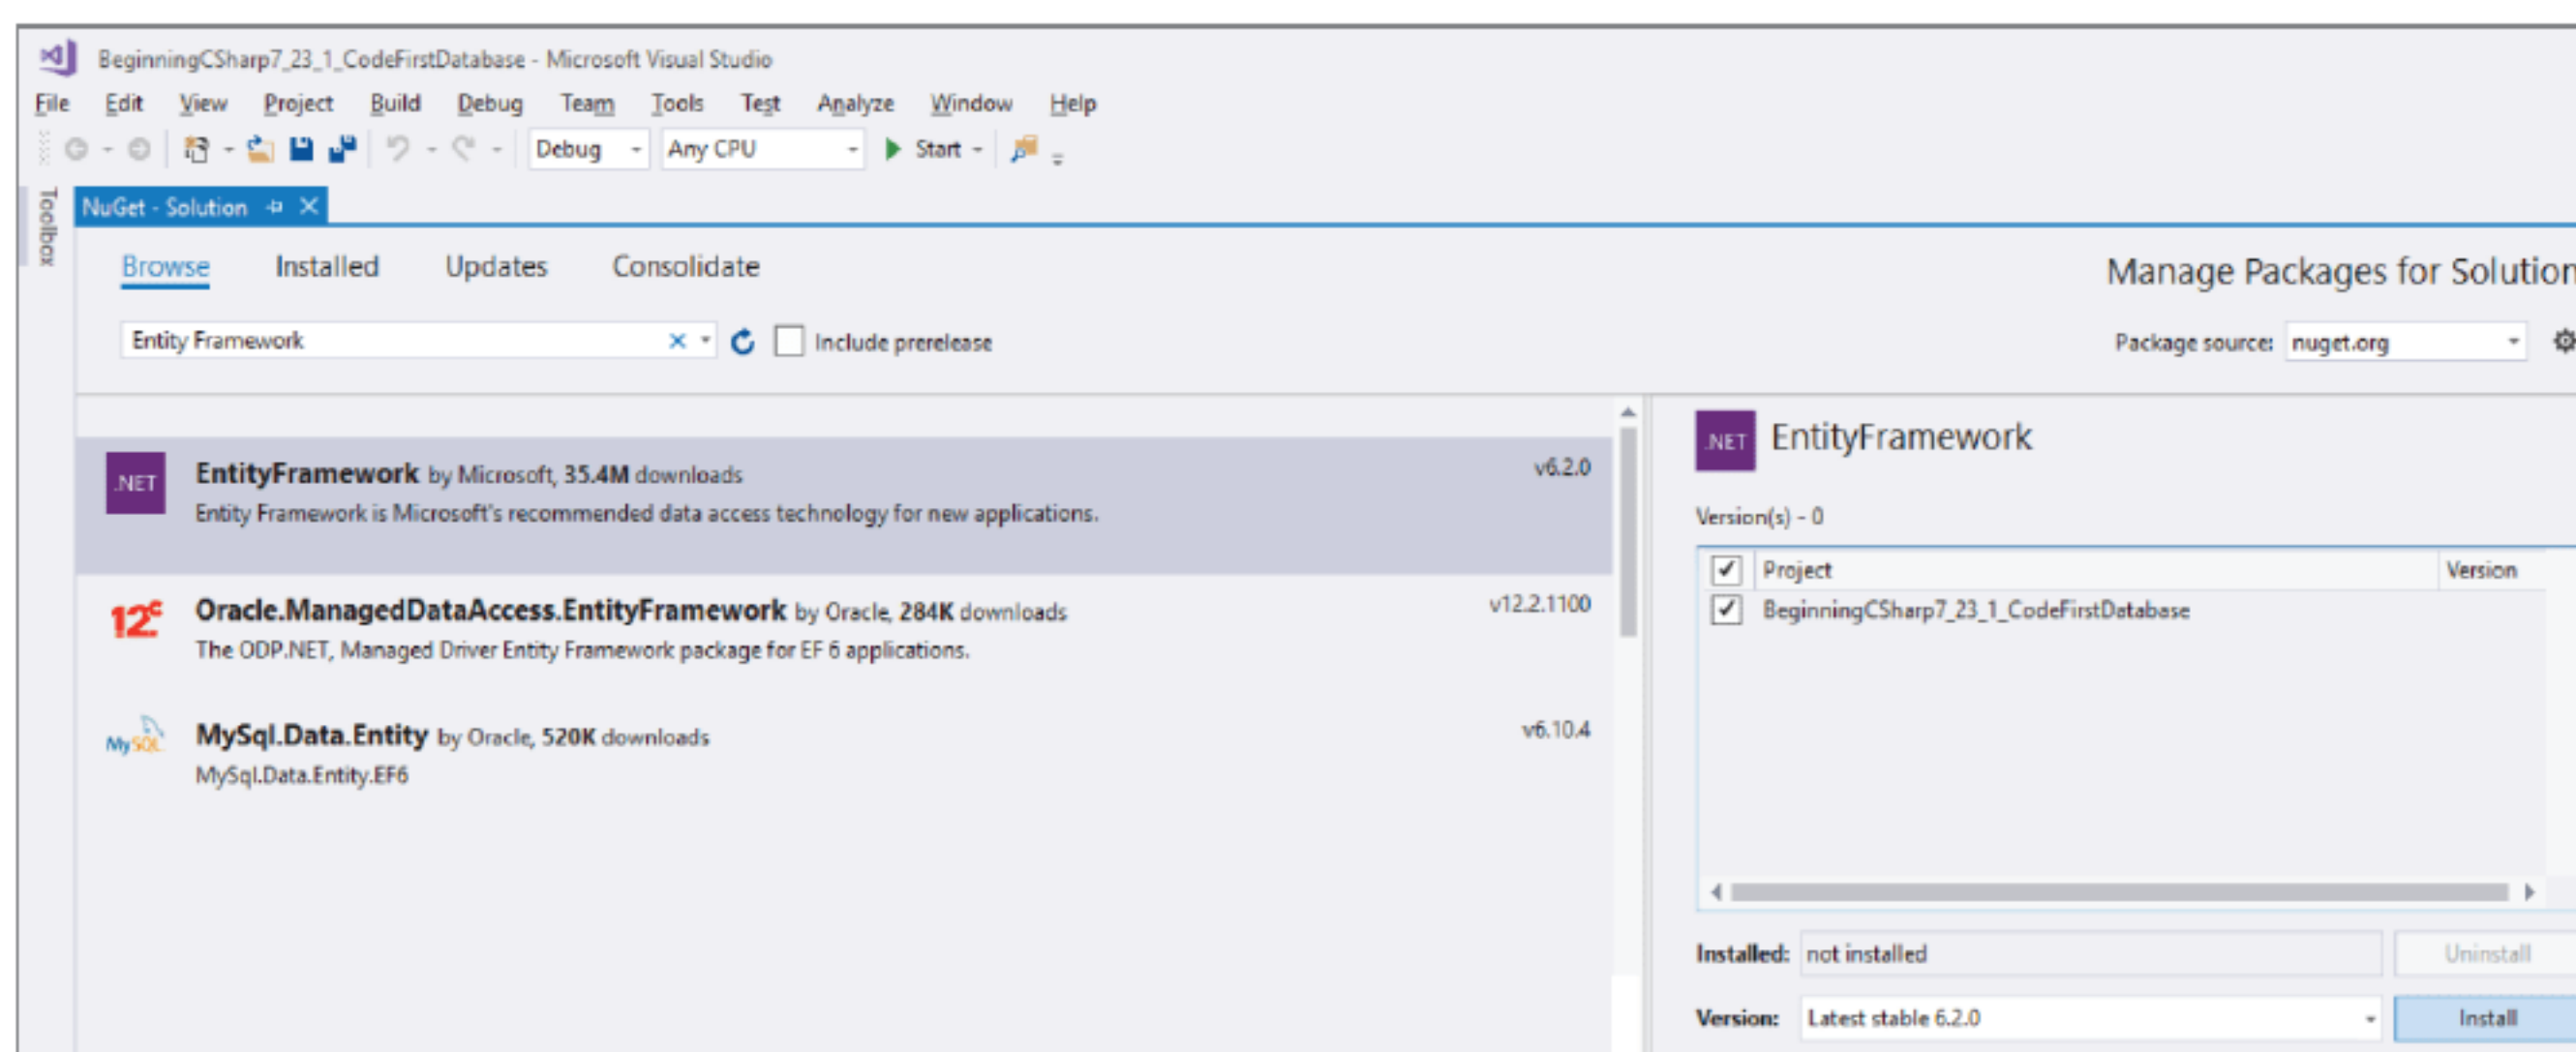 BeginningCSharp7_23_1_CodeFirstDatabase - Microsoft Visual Studio
File Edit View Project Build Debug Team Tools Test Analyze Window Help
Debug Any CPU Start
Toolbox
NuGet - Solution
Browse Installed Updates Consolidate
Manage Packages for Solution
Entity Framework Include prerelease
Package source: nuget.org
.NET EntityFramework by Microsoft, 35.4M downloads v6.2.0
Entity Framework is Microsoft's recommended data access technology for new applications.
12c Oracle.ManagedDataAccess.EntityFramework by Oracle, 284K downloads v12.2.1100
The ODP.NET, Managed Driver Entity Framework package for EF 6 applications.
MySQL MySql.Data.Entity by Oracle, 520K downloads v6.10.4
MySql.Data.Entity.EF6
.NET EntityFramework
Version(s) - 0
Project Version
BeginningCSharp7_23_1_CodeFirstDatabase
Installed: not installed Uninstall
Version: Latest stable 6.2.0 Install